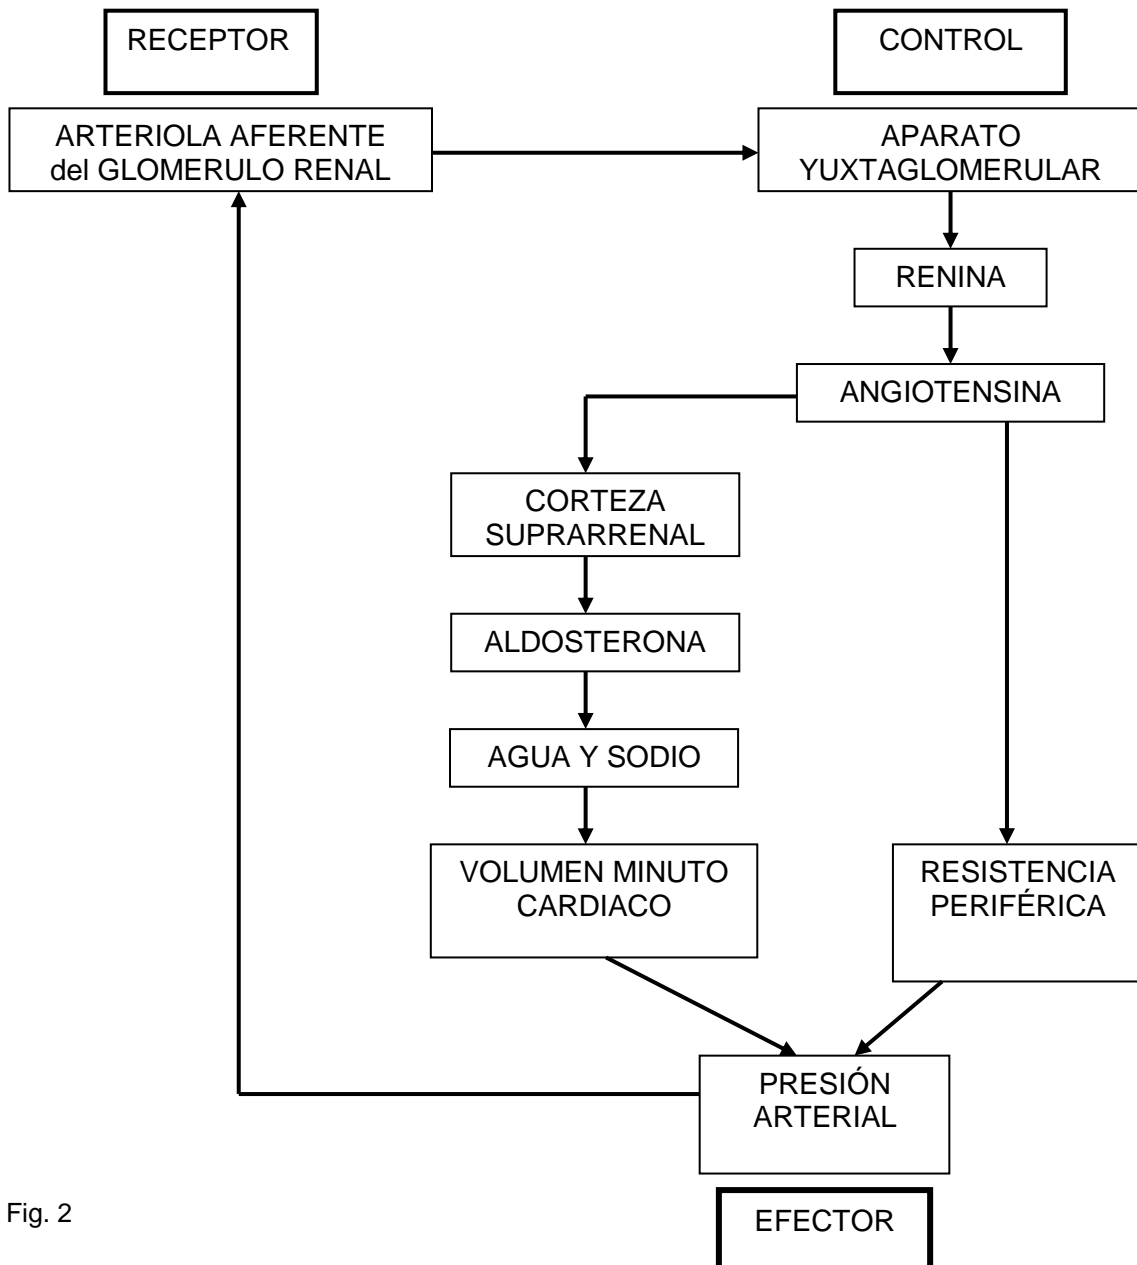 RECEPTOR
CONTROL
ARTERIOLA AFERENTE
del GLOMERULO RENAL
APARATO
YUXTAGLOMERULAR
RENINA
ANGIOTENSINA
CORTEZA
SUPRARRENAL
ALDOSTERONA
AGUA Y SODIO
VOLUMEN MINUTO
CARDIACO
RESISTENCIA
PERIFÉRICA
PRESIÓN
ARTERIAL
Fig. 2
EFECTOR